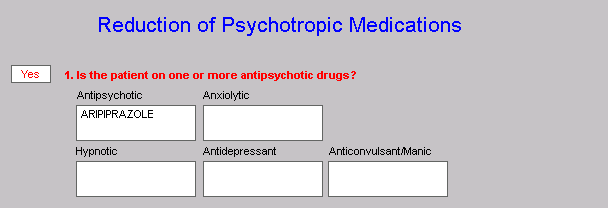 Reduction of Psychotropic Medications
Yes 1. Is the patient on one or more antipsychotic drugs?
Antipsychotic Anxiolytic
ARIPIPRAZOLE
Hypnotic Antidepressant Anticonvulsant/Manic